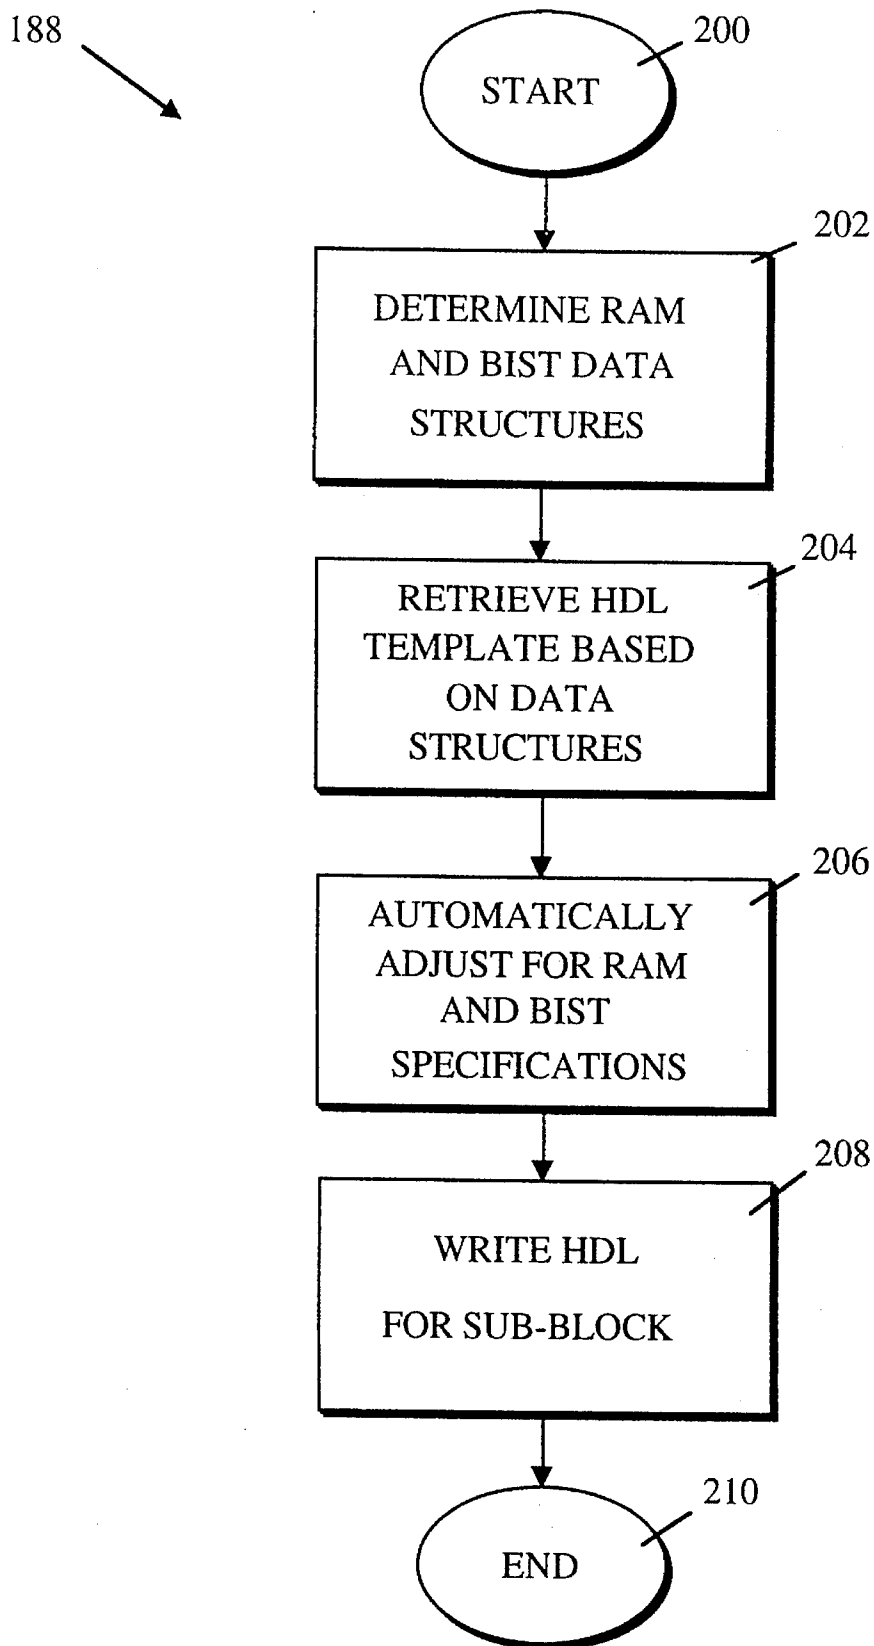 188
200
START
202
DETERMINE RAM
AND BIST DATA
STRUCTURES
204
RETRIEVE HDL
TEMPLATE BASED
ON DATA
STRUCTURES
206
AUTOMATICALLY
ADJUST FOR RAM
AND BIST
SPECIFICATIONS
208
WRITE HDL
FOR SUB-BLOCK
210
END